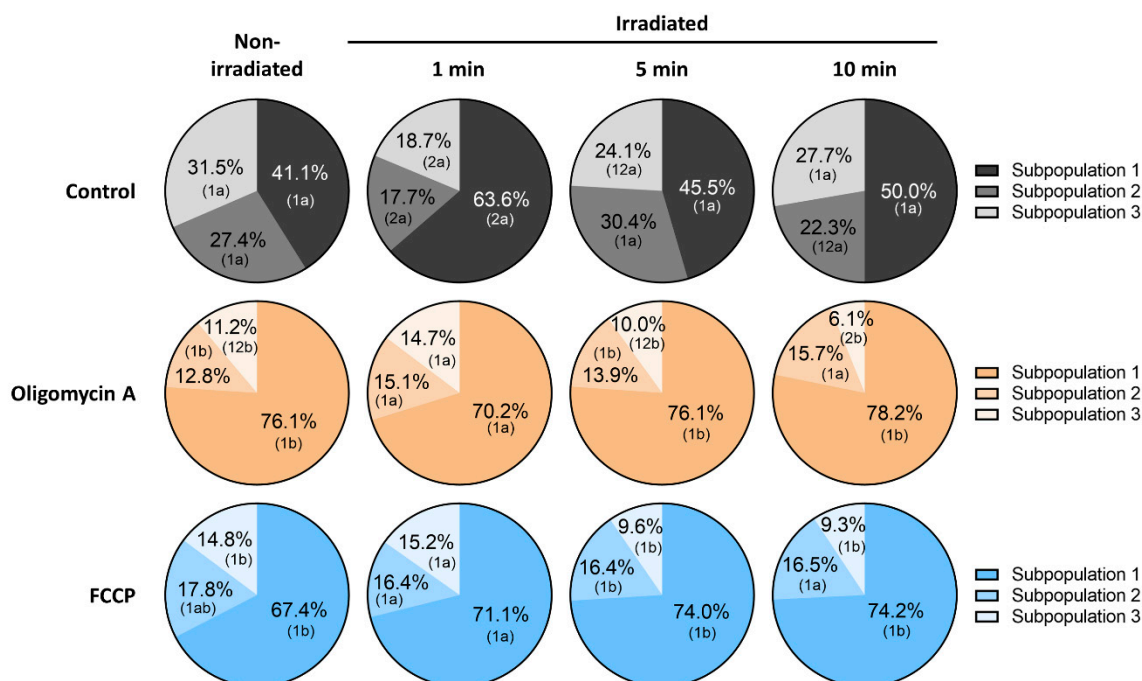 Irradiated
Non-
irradiated
1 min
5 min
10 min
Control
31.5%
(1a)
41.1%
(1a)
27.4%
(1a)
18.7%
(2a)
17.7%
(2a)
63.6%
(2a)
24.1%
(12a)
45.5%
(1a)
30.4%
(1a)
27.7%
(1a)
50.0%
(1a)
22.3%
(12a)
Subpopulation 1
Subpopulation 2
Subpopulation 3
Oligomycin A
11.2%
(12b)
(1b)
12.8%
76.1%
(1b)
14.7%
(1a)
15.1%
(1a)
70.2%
(1a)
10.0%
(12b)
(1b)
13.9%
76.1%
(1b)
6.1%
(2b)
15.7%
(1a)
78.2%
(1b)
Subpopulation 1
Subpopulation 2
Subpopulation 3
FCCP
14.8%
(1b)
17.8%
(1ab)
67.4%
(1b)
15.2%
(1a)
16.4%
(1a)
71.1%
(1a)
9.6%
(1b)
16.4%
(1b)
74.0%
(1b)
9.3%
(1b)
16.5%
(1a)
74.2%
(1b)
Subpopulation 1
Subpopulation 2
Subpopulation 3